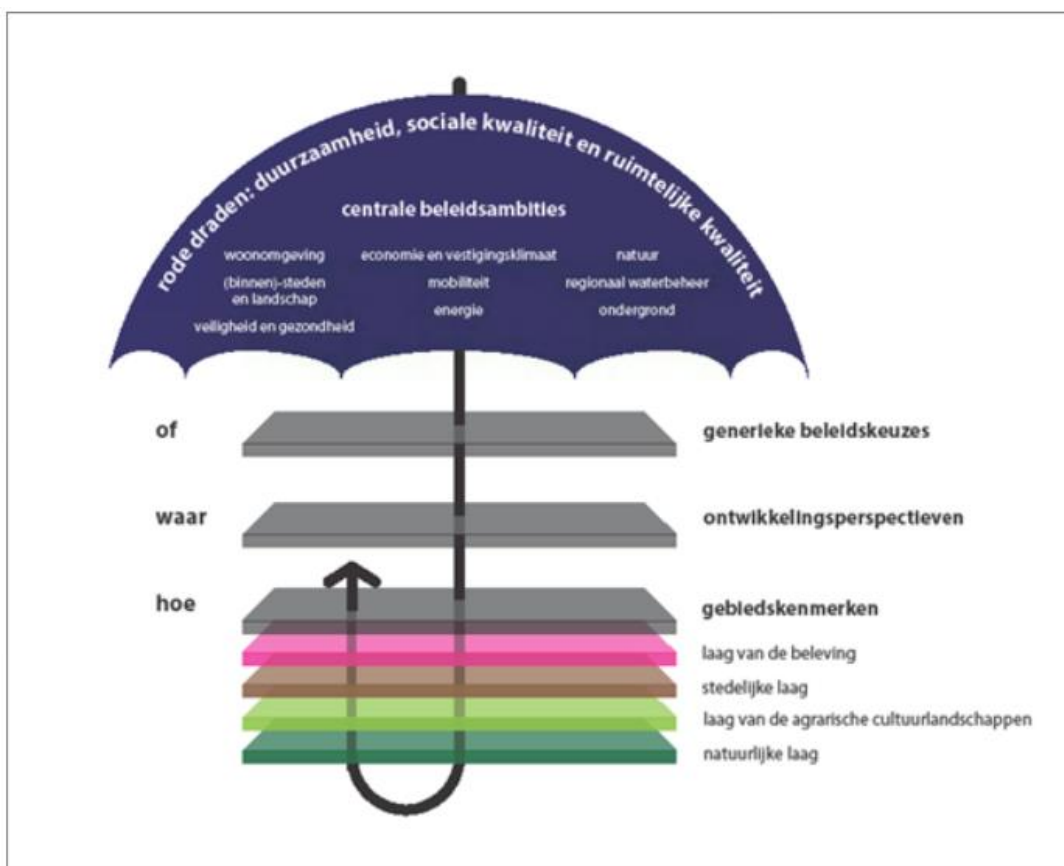 rode draden: duurzaamheid, sociale kwaliteit en ruimtelijke kwaliteit
centrale beleidsambities
woonomgeving
(binnen)-steden
en landschap
veiligheid en gezondheid
economie en vestigingsklimaat
mobiliteit
energie
natuur
regionaal waterbeheer
ondergrond
of
generieke beleidskeuzes
waar
ontwikkelingsperspectieven
hoe
gebiedskenmerken
laag van de beleving
stedelijke laag
laag van de agrarische cultuurlandschappen
natuurlijke laag